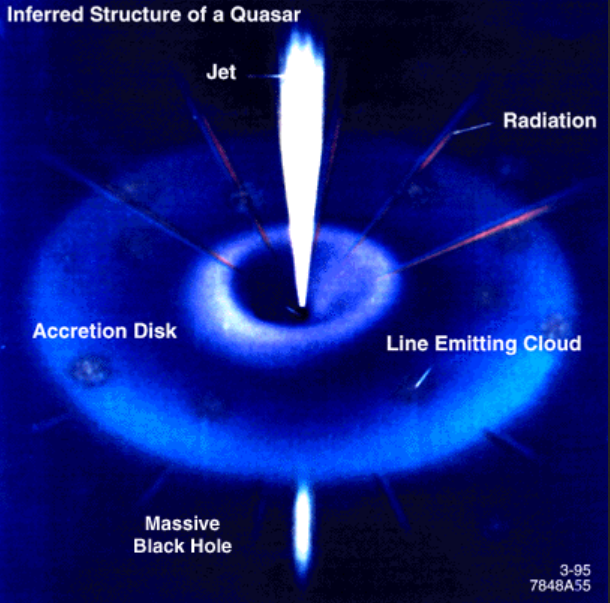 Inferred Structure of a Quasar
Jet
Radiation
Accretion Disk
Line Emitting Cloud
Massive
Black Hole
3-95
7848A55